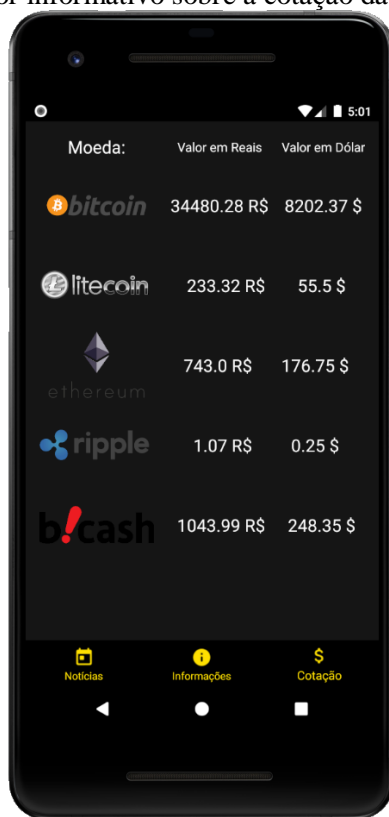 or informativo sobre a cotação da
5:01
Moeda: Valor em Reais Valor em Dólar
bitcoin 34480.28 R$ 8202.37 $
litecoin 233.32 R$ 55.5 $
ethereum 743.0 R$ 176.75 $
ripple 1.07 R$ 0.25 $
b!cash 1043.99 R$ 248.35 $
Notícias Informações Cotação